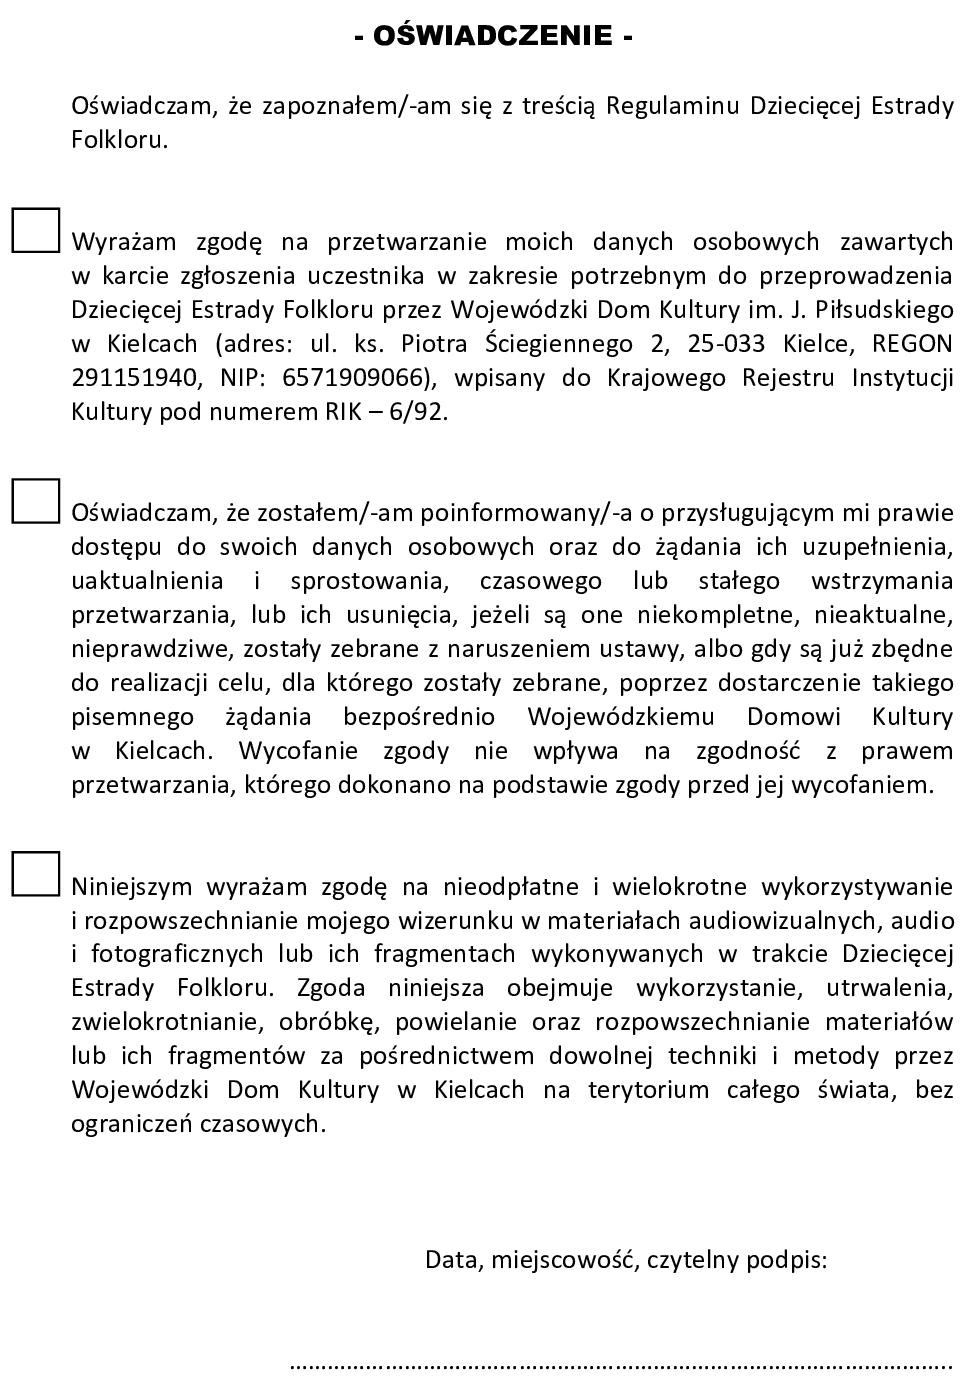 - OŚWIADCZENIE -
Oświadczam, że zapoznałem/-am się z treścią Regulaminu Dziecięcej Estrady
Folkloru.
Wyrażam zgodę na przetwarzanie moich danych osobowych zawartych
w karcie zgłoszenia uczestnika w zakresie potrzebnym do przeprowadzenia
Dziecięcej Estrady Folkloru przez Wojewódzki Dom Kultury im. J. Piłsudskiego
w Kielcach (adres: ul. ks. Piotra Ściegiennego 2, 25-033 Kielce, REGON
291151940, NIP: 6571909066), wpisany do Krajowego Rejestru Instytucji
Kultury pod numerem RIK – 6/92.
Oświadczam, że zostałem/-am poinformowany/-a o przysługującym mi prawie
dostępu do swoich danych osobowych oraz do żądania ich uzupełnienia,
uaktualnienia i sprostowania, czasowego lub stałego wstrzymania
przetwarzania, lub ich usunięcia, jeżeli są one niekompletne, nieaktualne,
nieprawdziwe, zostały zebrane z naruszeniem ustawy, albo gdy są już zbędne
do realizacji celu, dla którego zostały zebrane, poprzez dostarczenie takiego
pisemnego żądania bezpośrednio Wojewódzkiemu Domowi Kultury
w Kielcach. Wycofanie zgody nie wpływa na zgodność z prawem
przetwarzania, którego dokonano na podstawie zgody przed jej wycofaniem.
Niniejszym wyrażam zgodę na nieodpłatne i wielokrotne wykorzystywanie
i rozpowszechnianie mojego wizerunku w materiałach audiowizualnych, audio
i fotograficznych lub ich fragmentach wykonywanych w trakcie Dziecięcej
Estrady Folkloru. Zgoda niniejsza obejmuje wykorzystanie, utrwalenia,
zwielokrotnianie, obróbkę, powielanie oraz rozpowszechnianie materiałów
lub ich fragmentów za pośrednictwem dowolnej techniki i metody przez
Wojewódzki Dom Kultury w Kielcach na terytorium całego świata, bez
ograniczeń czasowych.
Data, miejscowość, czytelny podpis:
…………………………………………………………………………………………..